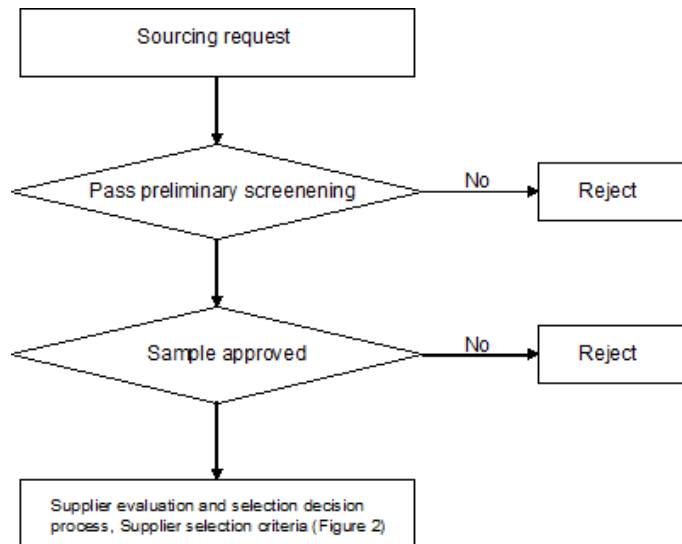 Sourcing request
Pass preliminary screenening
No
Reject
Sample approved
No
Reject
Supplier evaluation and selection decision
process, Supplier selection criteria (Figure 2)